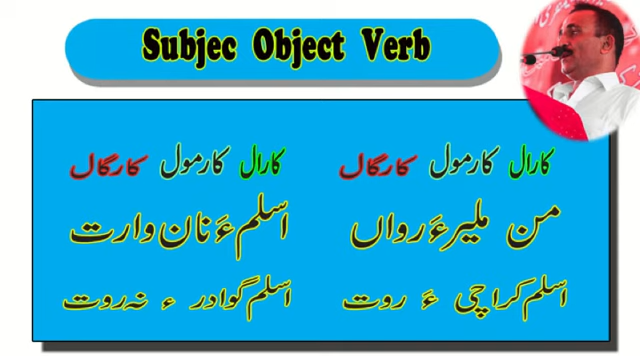 Subjec Object Verb
کارال کارمول کارگال کارال کارمول کارگال
من ملیرءَ رواں اسلم ءَ نان وارت
اسلم کراچی ءَ روت اسلم گوادر ء نہ روت